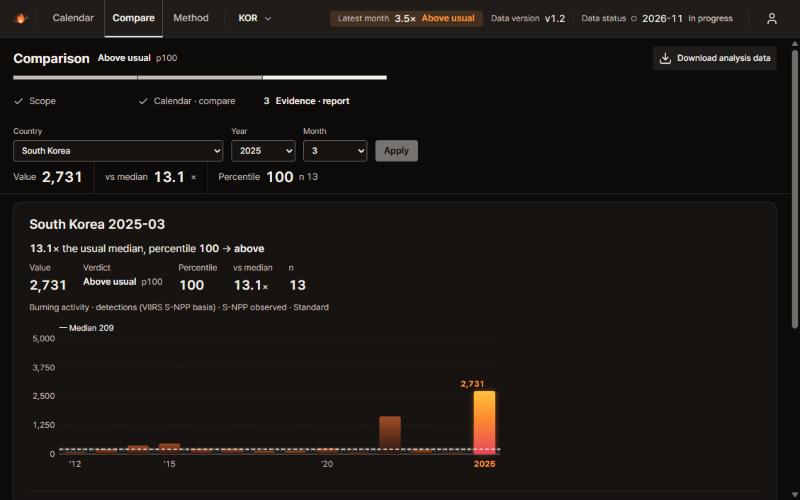 Calendar Compare Method KOR Latest month 3.5× Above usual Data version v1.2 Data status 2026-11 In progress
Comparison Above usual p100 Download analysis data
Scope Calendar · compare 3 Evidence · report
Country Year Month
South Korea 2025 3 Apply
Value 2,731 vs median 13.1 × Percentile 100 n 13
South Korea 2025-03
13.1× the usual median, percentile 100 → above
Value Verdict Percentile vs median n
2,731 Above usual p100 100 13.1× 13
Burning activity · detections (VIIRS S-NPP basis) · S-NPP observed · Standard
Median 209
5,000
3,750
2,500
1,250
0
2,731
'12 '15 '20 2025